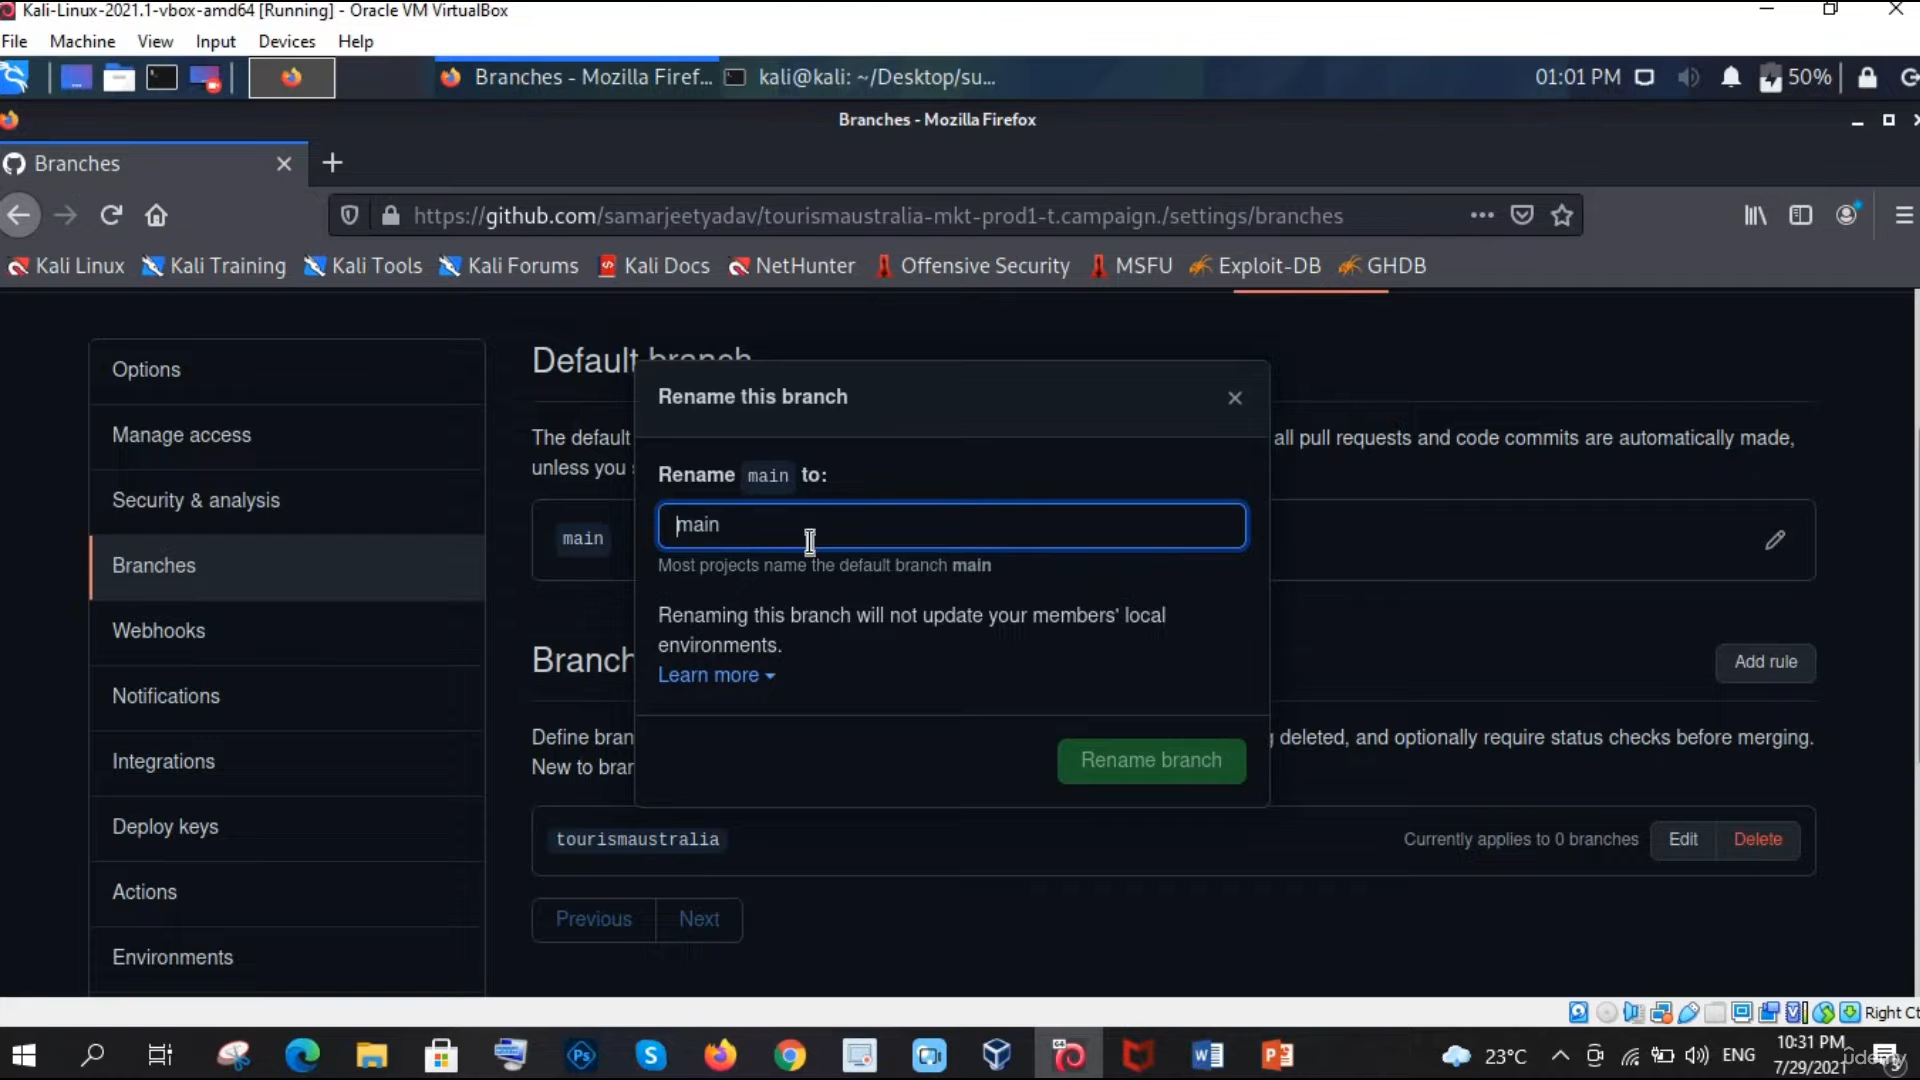 Kali-Linux-2021.1-vbox-amd64 [Running] - Oracle VM VirtualBox
File Machine View Input Devices Help
Branches - Mozilla Firef... kali@kali: ~/Desktop/su... 01:01 PM 50%
Branches - Mozilla Firefox
Branches
https://github.com/samarjeetyadav/tourismaustralia-mkt-prod1-t.campaign./settings/branches
Kali Linux Kali Training Kali Tools Kali Forums Kali Docs NetHunter Offensive Security MSFU Exploit-DB GHDB
Options
Manage access
Security & analysis
Branches
Webhooks
Notifications
Integrations
Deploy keys
Actions
Environments
Default branch
The default
all pull requests and code commits are automatically made,
unless you
main
Rename this branch
Rename main to:
main
Most projects name the default branch main
Renaming this branch will not update your members' local
environments.
Learn more
Rename branch
Branch
Add rule
Define bran
deleted, and optionally require status checks before merging.
New to bran
tourismaustralia
Currently applies to 0 branches Edit Delete
Previous Next
Right Ct
23°C ENG 10:31 PM
7/29/2021
ûdemy
3